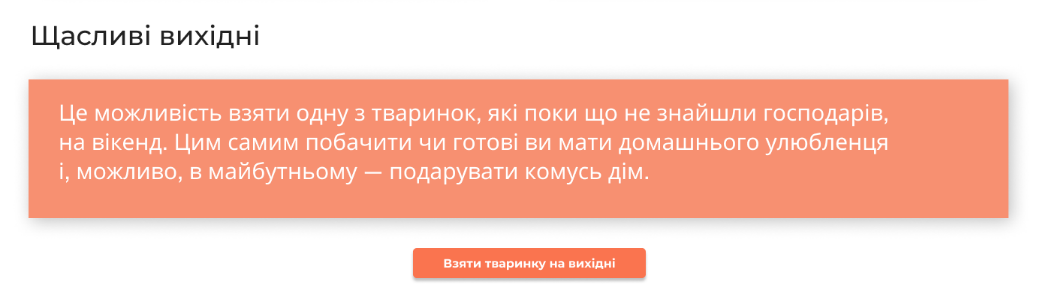 Щасливі вихідні
Це можливість взяти одну з тваринок, які поки що не знайшли господарів,
на вікенд. Цим самим побачити чи готові ви мати домашнього улюбленця
і, можливо, в майбутньому — подарувати комусь дім.
Взяти тваринку на вихідні